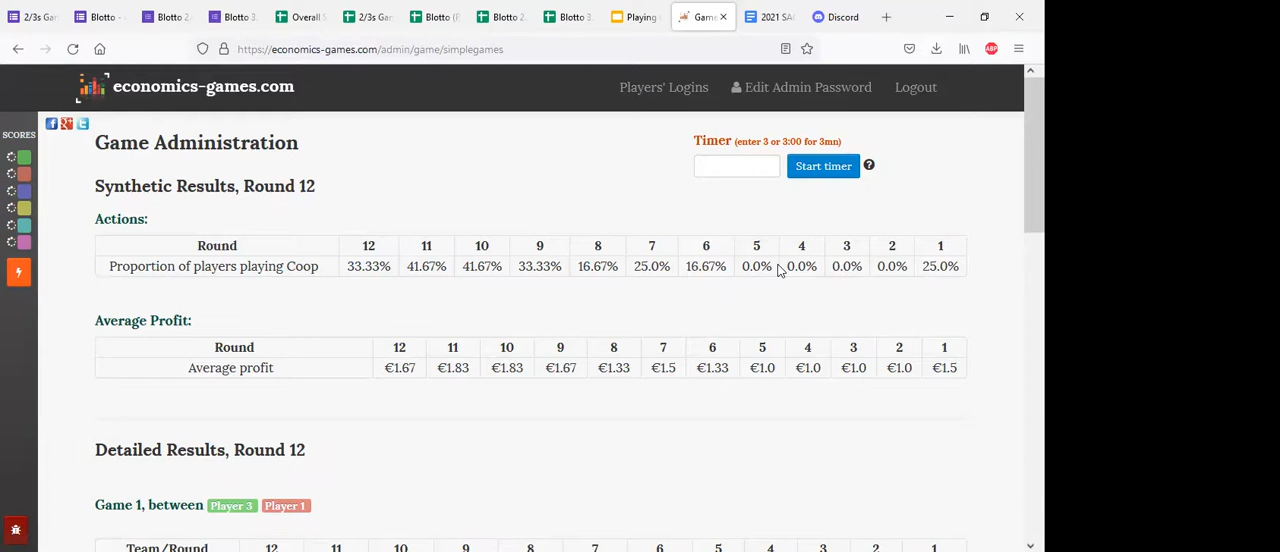 2/3s Ga
Blotto -
Blotto 2.
Blotto 3.
Overall S
2/3s Gar
Blotto (F
Blotto 2.
Blotto 3.
Playing
Game
2021 SA
Discord
https://economics-games.com/admin/game/simplegames
ABP
economics-games.com
Players' Logins
Edit Admin Password
Logout
SCORES
Game Administration
Timer (enter 3 or 3:00 for 3mn)
Start timer
Synthetic Results, Round 12
Actions:
Round 12 11 10 9 8 7 6 5 4 3 2 1
Proportion of players playing Coop 33.33% 41.67% 41.67% 33.33% 16.67% 25.0% 16.67% 0.0% 0.0% 0.0% 0.0% 25.0%
Average Profit:
Round 12 11 10 9 8 7 6 5 4 3 2 1
Average profit €1.67 €1.83 €1.83 €1.67 €1.33 €1.5 €1.33 €1.0 €1.0 €1.0 €1.0 €1.5
Detailed Results, Round 12
Game 1, between Player 3 Player 1
Team/Round 12 11 10 9 8 7 6 5 4 3 2 1